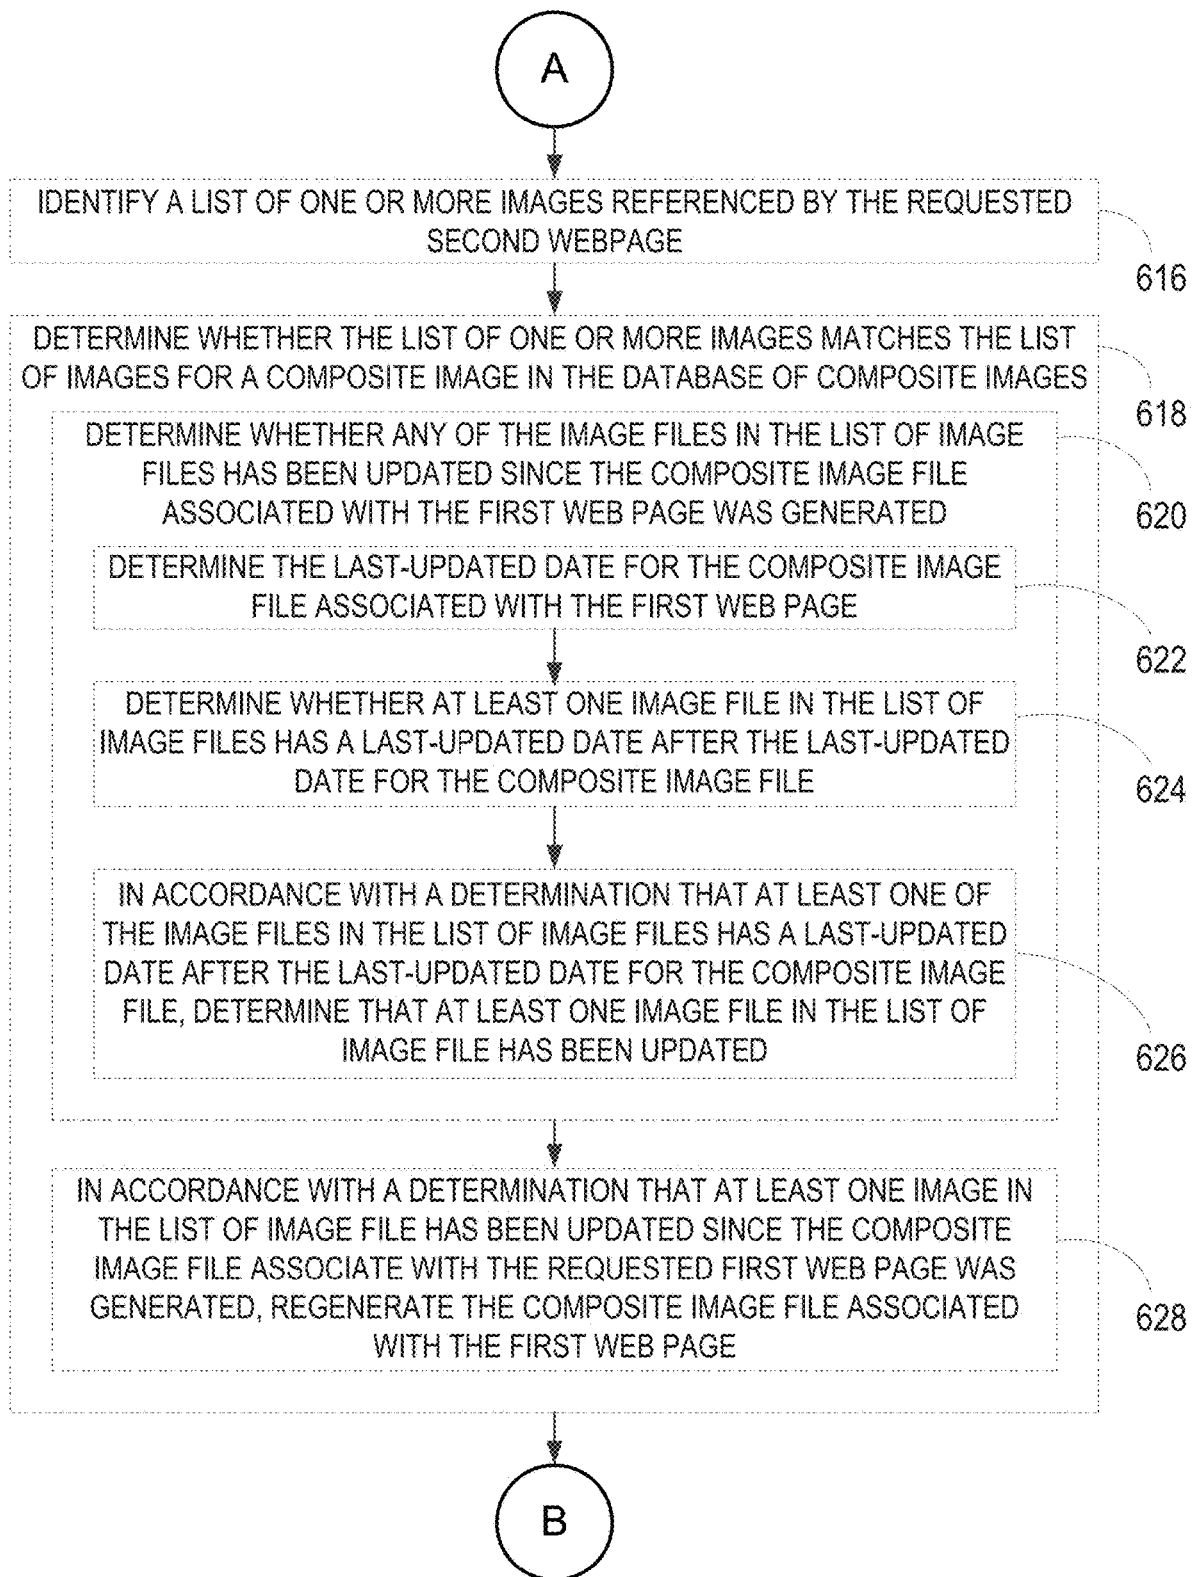 A
IDENTIFY A LIST OF ONE OR MORE IMAGES REFERENCED BY THE REQUESTED
SECOND WEBPAGE
616
DETERMINE WHETHER THE LIST OF ONE OR MORE IMAGES MATCHES THE LIST
OF IMAGES FOR A COMPOSITE IMAGE IN THE DATABASE OF COMPOSITE IMAGES
618
DETERMINE WHETHER ANY OF THE IMAGE FILES IN THE LIST OF IMAGE
FILES HAS BEEN UPDATED SINCE THE COMPOSITE IMAGE FILE
ASSOCIATED WITH THE FIRST WEB PAGE WAS GENERATED
620
DETERMINE THE LAST-UPDATED DATE FOR THE COMPOSITE IMAGE
FILE ASSOCIATED WITH THE FIRST WEB PAGE
622
DETERMINE WHETHER AT LEAST ONE IMAGE FILE IN THE LIST OF
IMAGE FILES HAS A LAST-UPDATED DATE AFTER THE LAST-UPDATED
DATE FOR THE COMPOSITE IMAGE FILE
624
IN ACCORDANCE WITH A DETERMINATION THAT AT LEAST ONE OF
THE IMAGE FILES IN THE LIST OF IMAGE FILES HAS A LAST-UPDATED
DATE AFTER THE LAST-UPDATED DATE FOR THE COMPOSITE IMAGE
FILE, DETERMINE THAT AT LEAST ONE IMAGE FILE IN THE LIST OF
IMAGE FILE HAS BEEN UPDATED
626
IN ACCORDANCE WITH A DETERMINATION THAT AT LEAST ONE IMAGE IN
THE LIST OF IMAGE FILE HAS BEEN UPDATED SINCE THE COMPOSITE
IMAGE FILE ASSOCIATE WITH THE REQUESTED FIRST WEB PAGE WAS
GENERATED, REGENERATE THE COMPOSITE IMAGE FILE ASSOCIATED
WITH THE FIRST WEB PAGE
628
B